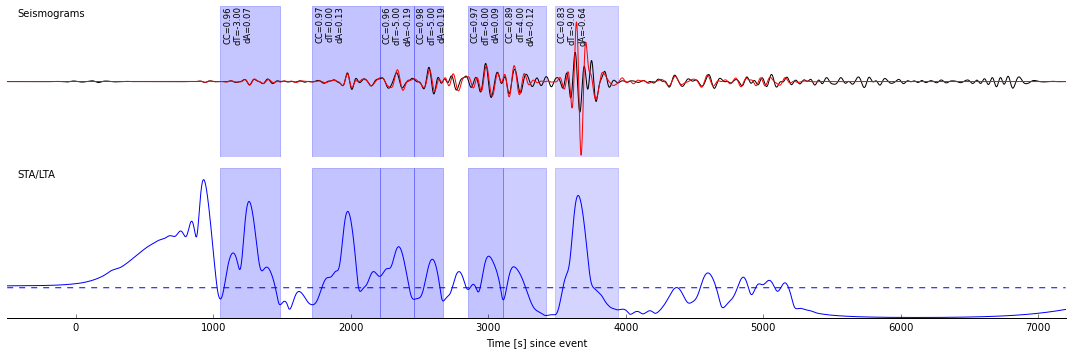 Seismograms
CC=0.96
dT=-3.00
dA=0.07
CC=0.97
dT=0.00
dA=0.13
CC=0.96
dT=-5.00
dA=-0.19
CC=0.98
dT=-5.00
dA=0.19
CC=0.97
dT=-6.00
dA=0.09
CC=0.89
dT=4.00
dA=-0.12
CC=0.83
dT=-9.00
dA=-0.64
STA/LTA
0 1000 2000 3000 4000 5000 6000 7000
Time [s] since event